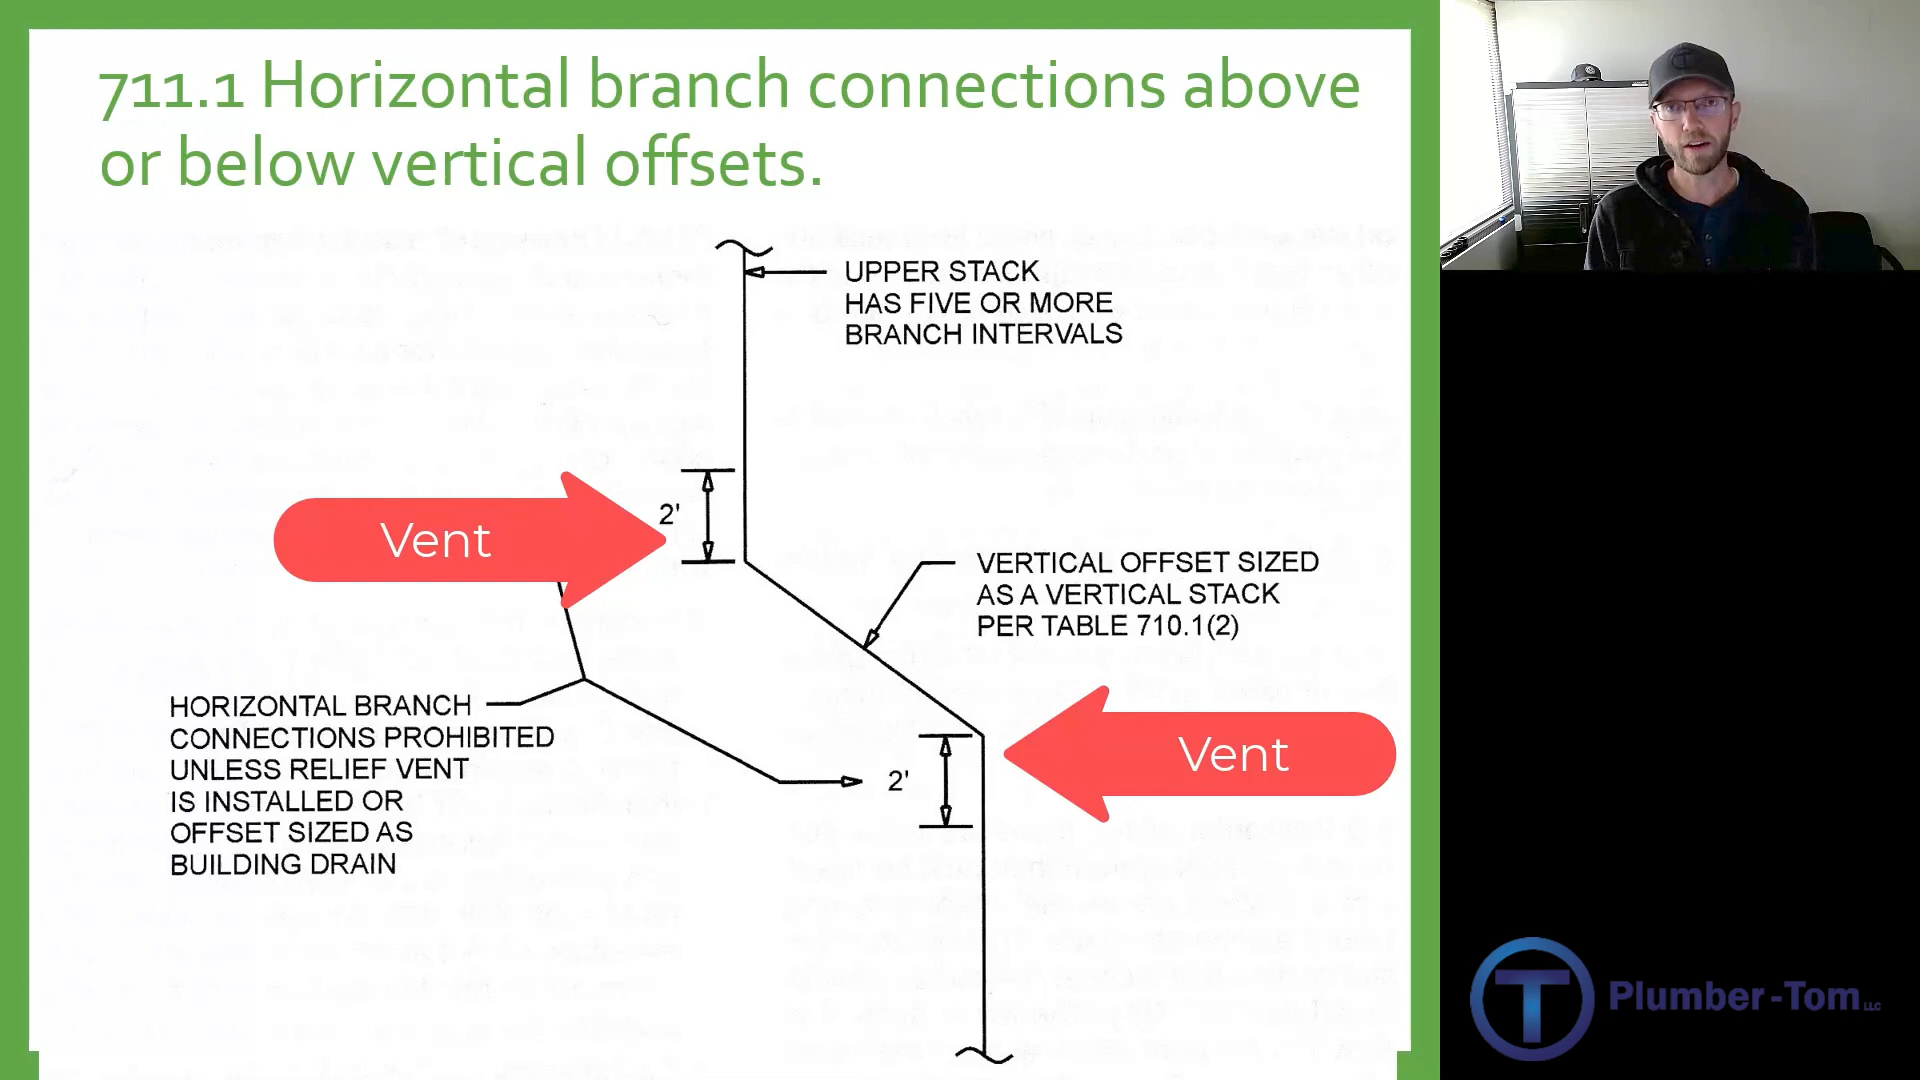 711.1 Horizontal branch connections above
or below vertical offsets.
UPPER STACK
HAS FIVE OR MORE
BRANCH INTERVALS
2'
Vent
VERTICAL OFFSET SIZED
AS A VERTICAL STACK
PER TABLE 710.1(2)
HORIZONTAL BRANCH
CONNECTIONS PROHIBITED
UNLESS RELIEF VENT
IS INSTALLED OR
OFFSET SIZED AS
BUILDING DRAIN
2'
Vent
T Plumber-Tom LLC